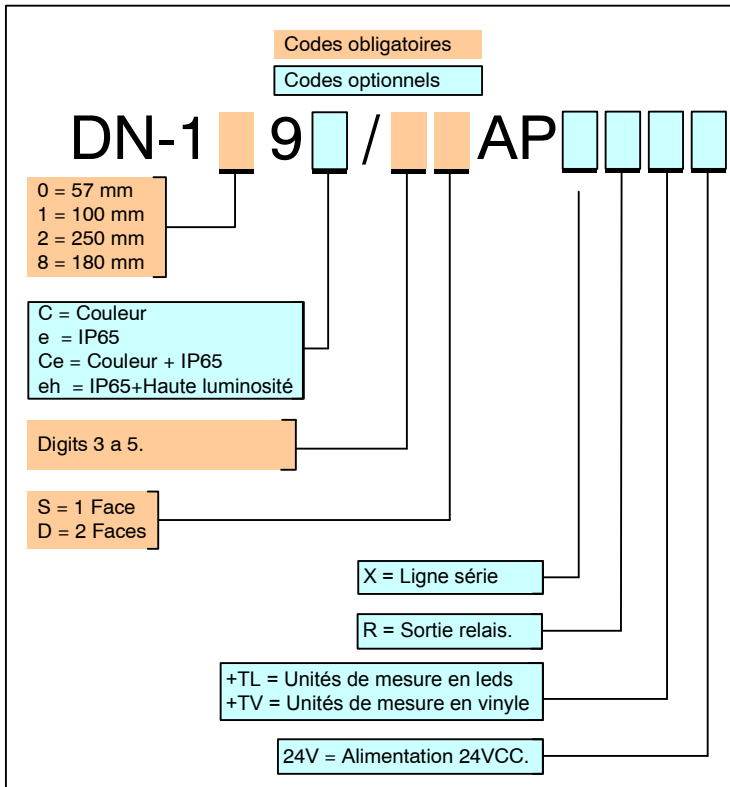 Codes obligatoires
Codes optionnels
DN-1 9 / AP
0 = 57 mm
1 = 100 mm
2 = 250 mm
8 = 180 mm
C = Couleur
e = IP65
Ce = Couleur + IP65
eh = IP65+Haute luminosité
Digits 3 a 5.
S = 1 Face
D = 2 Faces
X = Ligne série
R = Sortie relais.
+TL = Unités de mesure en leds
+TV = Unités de mesure en vinyle
24V = Alimentation 24VCC.